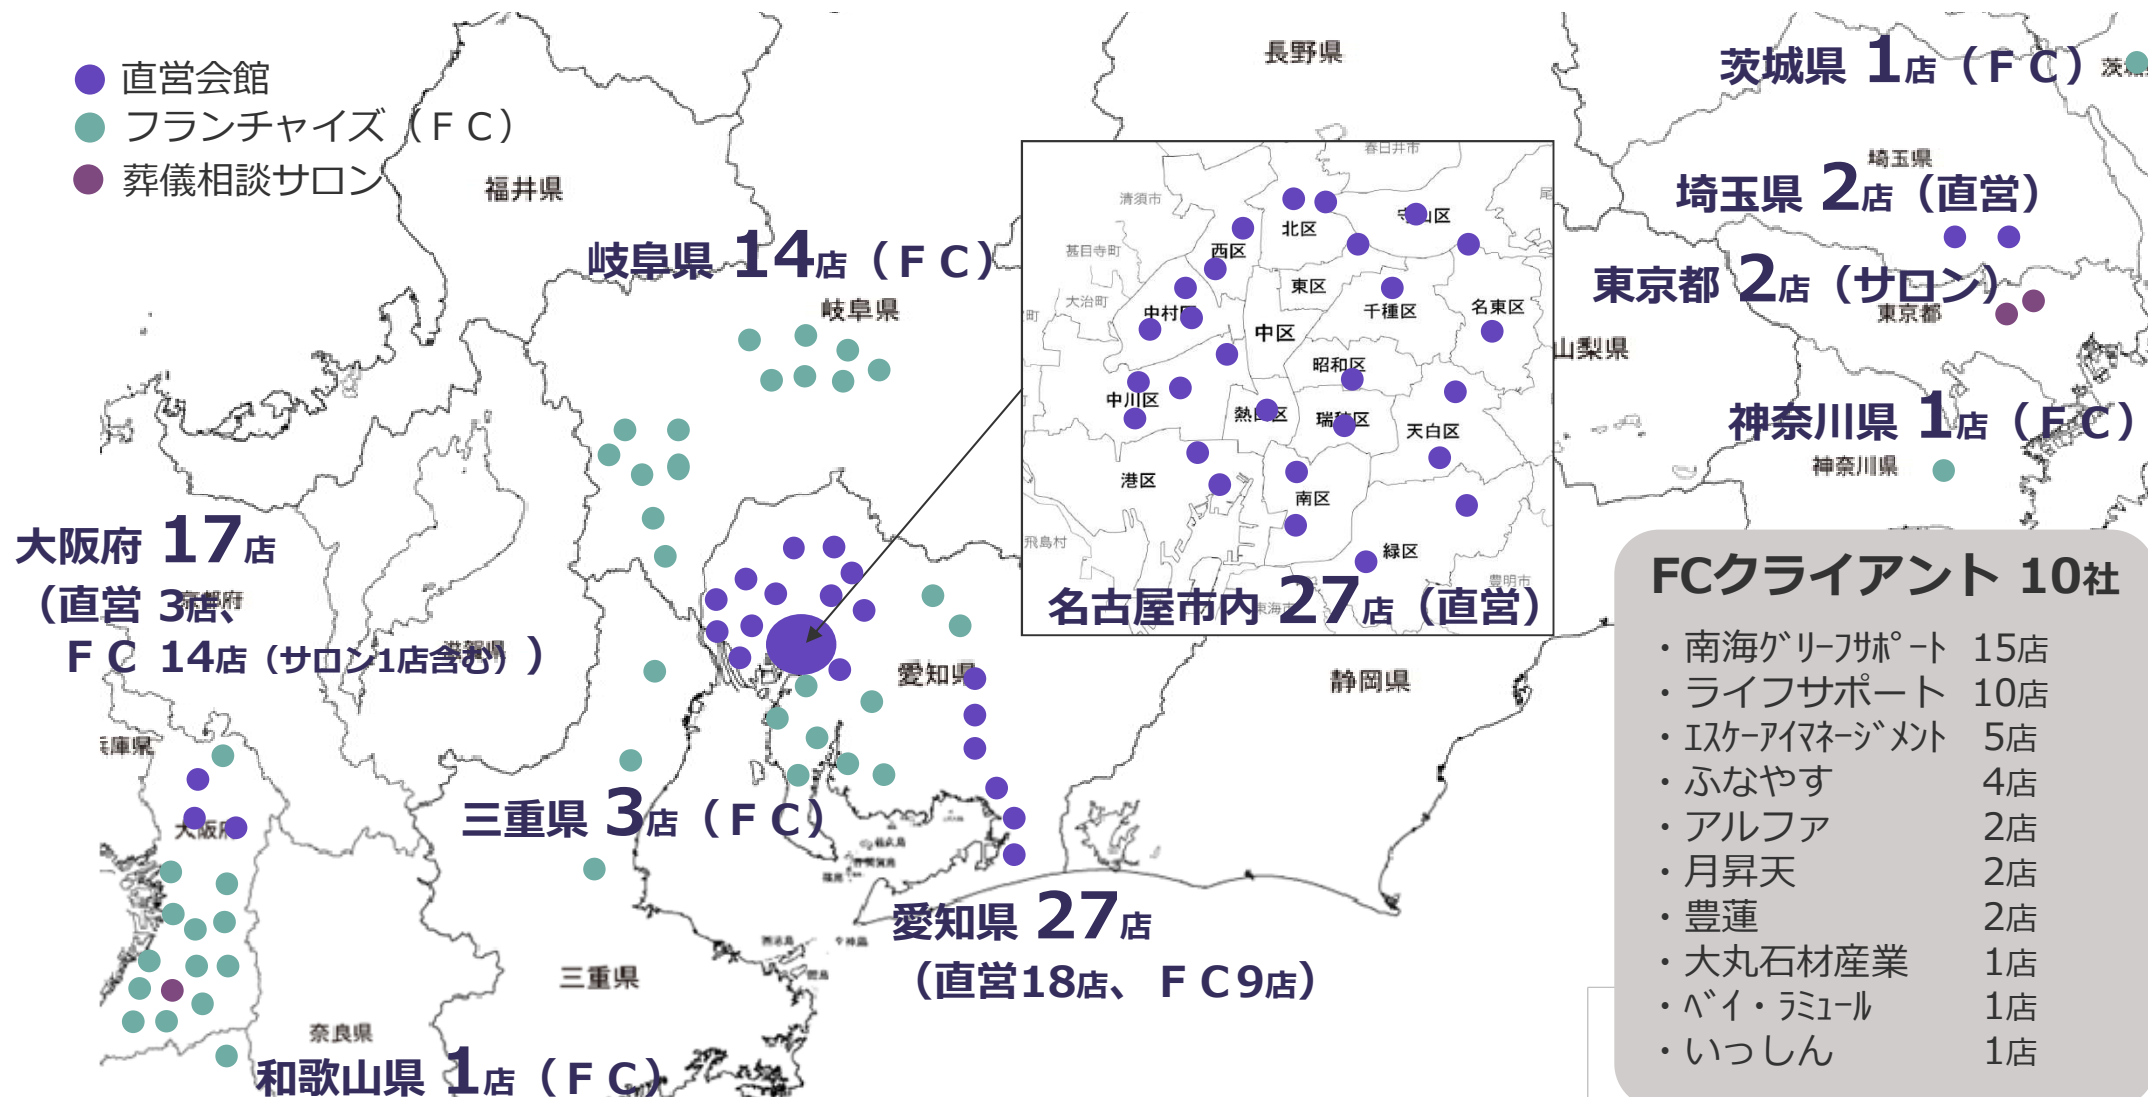 直営会館
フランチャイズ（ＦＣ）
葬儀相談サロン
長野県
茨城県 1店（ＦＣ）
福井県
埼玉県
埼玉県 2店（直営）
岐阜県 14店（ＦＣ）
岐阜県
東京都 2店（サロン）
東京都
山梨県
神奈川県 1店（ＦＣ）
神奈川県
春日井市
清須市
北区
守山区
西区
甚目寺町
東区
大治町
千種区
名東区
中村区
中区
昭和区
中川区
熱田区
瑞穂区
天白区
港区
南区
飛島村
緑区
豊明市
東海市
名古屋市内 27店（直営）
大阪府 17店
（直営 3店、
ＦＣ 14店（サロン1店含む））
京都府
滋賀県
愛知県
静岡県
兵庫県
大阪府
三重県 3店（ＦＣ）
愛知県 27店
（直営18店、ＦＣ9店）
三重県
奈良県
和歌山県 1店（ＦＣ）
FCクライアント 10社
・南海ｸﾞﾘｰﾌｻﾎﾟｰﾄ 15店
・ライフサポート 10店
・ｴｽｹｰｱｲﾏﾈｰｼﾞﾒﾝﾄ 5店
・ふなやす 4店
・アルファ 2店
・月昇天 2店
・豊蓮 2店
・大丸石材産業 1店
・ﾍﾞｲ・ﾗﾐｭｰﾙ 1店
・いっしん 1店